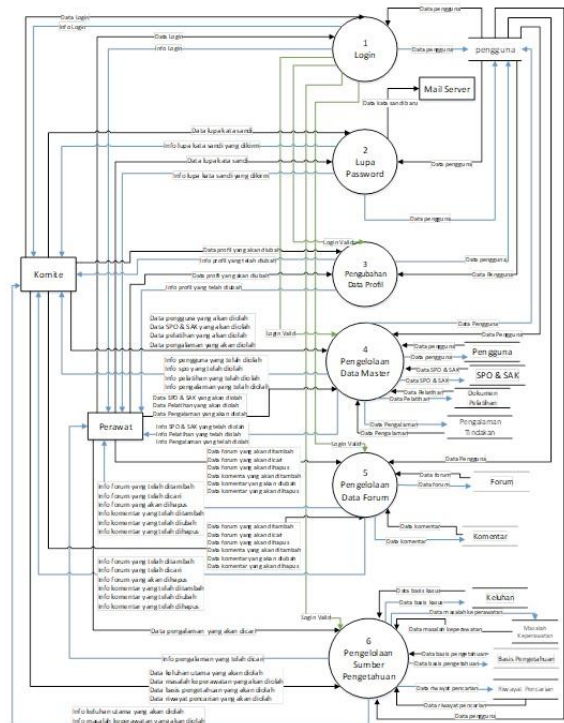 Data Login
Info Login
Data Login
Info Login
1
Login
Data pengguna
Data pengguna
pengguna
Data pengguna
Mail Server
Data kata sandi baru
Data lupa kata sandi
Info lupa kata sandi yang dikirim
Data lupa kata sandi
Info lupa kata sandi yang dikirim
2
Lupa
Password
Data pengguna
Data pengguna
Login Valid
Komite
Data profil yang akan diubah
Info profil yang telah diubah
Data profil yang akan diubah
Info profil yang telah diubah
3
Pengubahan
Data Profil
Data pengguna
Data Pengguna
Data pengguna yang akan diolah
Data SPO & SAK yang akan diolah
Data pelatihan yang akan diolah
Data pengalaman yang akan diolah
Login Valid
Info pengguna yang telah diolah
Info spo yang telah diolah
Info pelatihan yang telah diolah
Info pengalaman yang telah diolah
4
Pengelolaan
Data Master
Data Pengguna
Data Pengguna
Data pengguna
Data pengguna
Pengguna
Data SPO & SAK
Data SPO & SAK
SPO & SAK
Data Pelatihan
Data Pelatihan
Dokumen
Pelatihan
Data Pengalaman
Data Pengalaman
Pengalaman
Tindakan
Data SPO & SAK yang akan diolah
Data Pelatihan yang akan diolah
Data Pengalaman yang akan diolah
Perawat
Info SPO & SAK yang telah diolah
Info Pelatihan yang telah diolah
Info Pengalaman yang telah diolah
Login Valid
Data Pengguna
Data forum yang akan ditambah
Data forum yang akan dicari
Data forum yang akan dihapus
Data komentar yang akan ditambah
Data komentar yang akan diubah
Data komentar yang akan dihapus
5
Pengelolaan
Data Forum
Data forum
Data forum
Forum
Info forum yang telah ditambah
Info forum yang telah dicari
Info forum yang akan dihapus
Info komentar yang telah ditambah
Info komentar yang telah diubah
Info komentar yang telah dihapus
Data forum yang akan ditambah
Data forum yang akan dicari
Data forum yang akan dihapus
Data komentar yang akan ditambah
Data komentar yang akan diubah
Data komentar yang akan dihapus
Data komentar
Data komentar
Komentar
Info forum yang telah ditambah
Info forum yang telah dicari
Info forum yang akan dihapus
Info komentar yang telah ditambah
Info komentar yang telah diubah
Info komentar yang telah dihapus
Login Valid
Data pengalaman yang akan dicari
Info pengalaman yang telah dicari
6
Pengelolaan
Sumber
Pengetahuan
Data basis kasus
Data basis kasus
Keluhan
Data masalah keperawatan
Data masalah keperawatan
Masalah
Keperawatan
Data basis pengetahuan
Data basis pengetahuan
Basis Pengetahuan
Data riwayat pencarian
Data riwayat pencarian
Riwayat Pencarian
Data pengguna
Data keluhan utama yang akan diolah
Data masalah keperawatan yang akan diolah
Data basis pengetahuan yang akan diolah
Data riwayat pencarian yang akan diolah
Info keluhan utama yang akan diolah
Info masalah keperawatan yang akan diolah